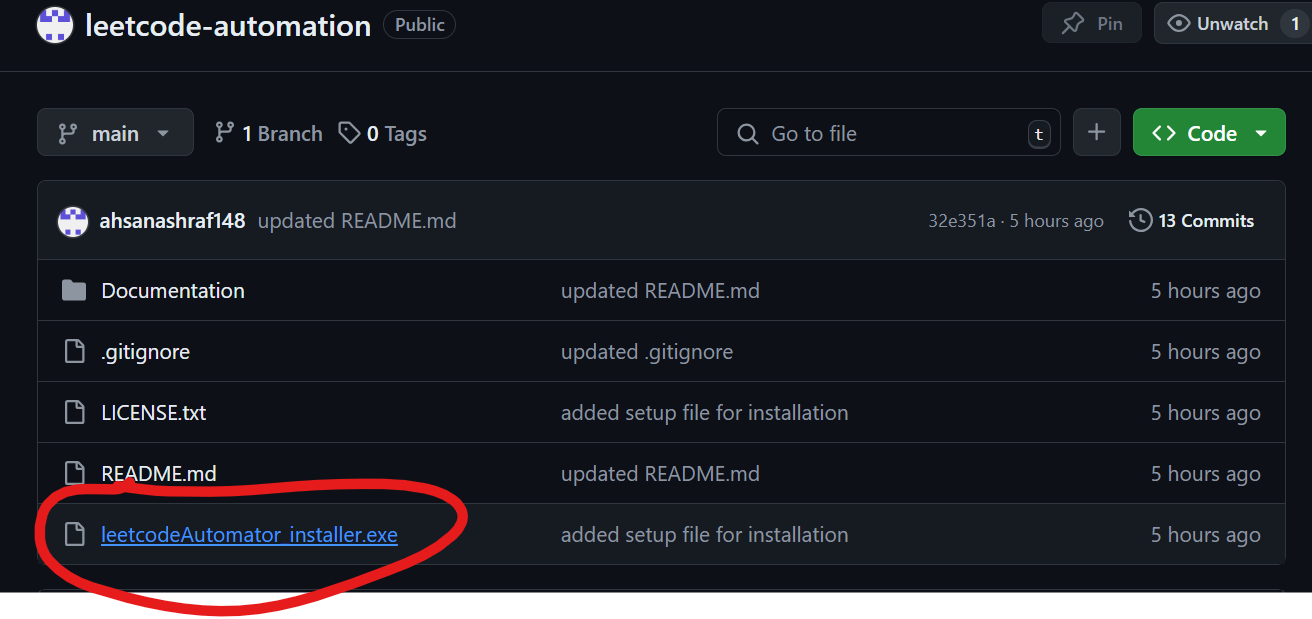 leetcode-automation Public Pin Unwatch 1
main 1 Branch 0 Tags Go to file t + Code
ahsanashraf148 updated README.md 32e351a · 5 hours ago 13 Commits
Documentation updated README.md 5 hours ago
.gitignore updated .gitignore 5 hours ago
LICENSE.txt added setup file for installation 5 hours ago
README.md updated README.md 5 hours ago
leetcodeAutomator_installer.exe added setup file for installation 5 hours ago